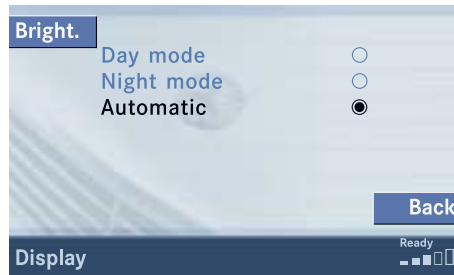 Bright.
Day mode
Night mode
Automatic
Back
Ready
Display